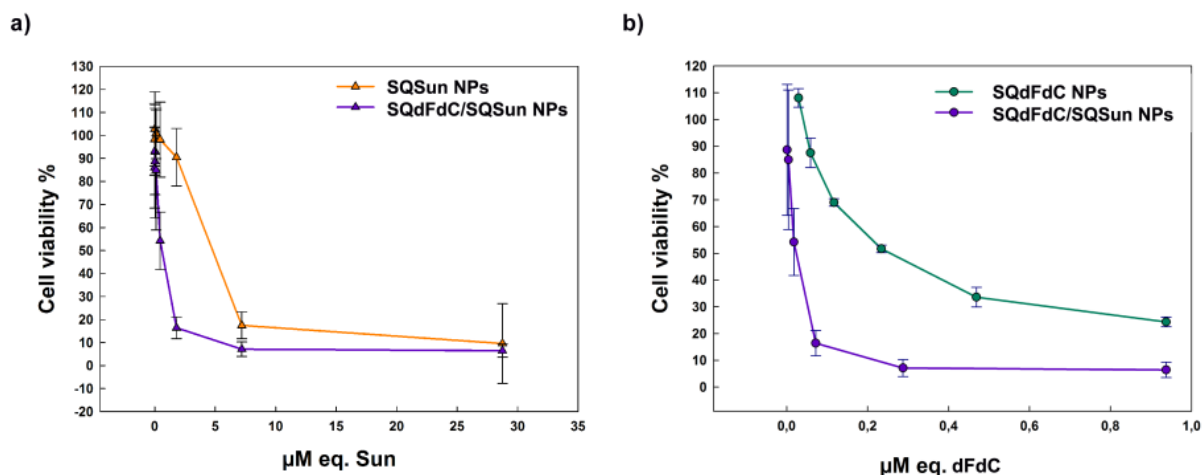 a)
SQSun NPs
SQdFdC/SQSun NPs
Cell viability %
130
120
110
100
90
80
70
60
50
40
30
20
10
0
-10
-20
0 5 10 15 20 25 30 35
µM eq. Sun
b)
SQdFdC NPs
SQdFdC/SQSun NPs
Cell viability %
120
110
100
90
80
70
60
50
40
30
20
10
0
0,0 0,2 0,4 0,6 0,8 1,0
µM eq. dFdC